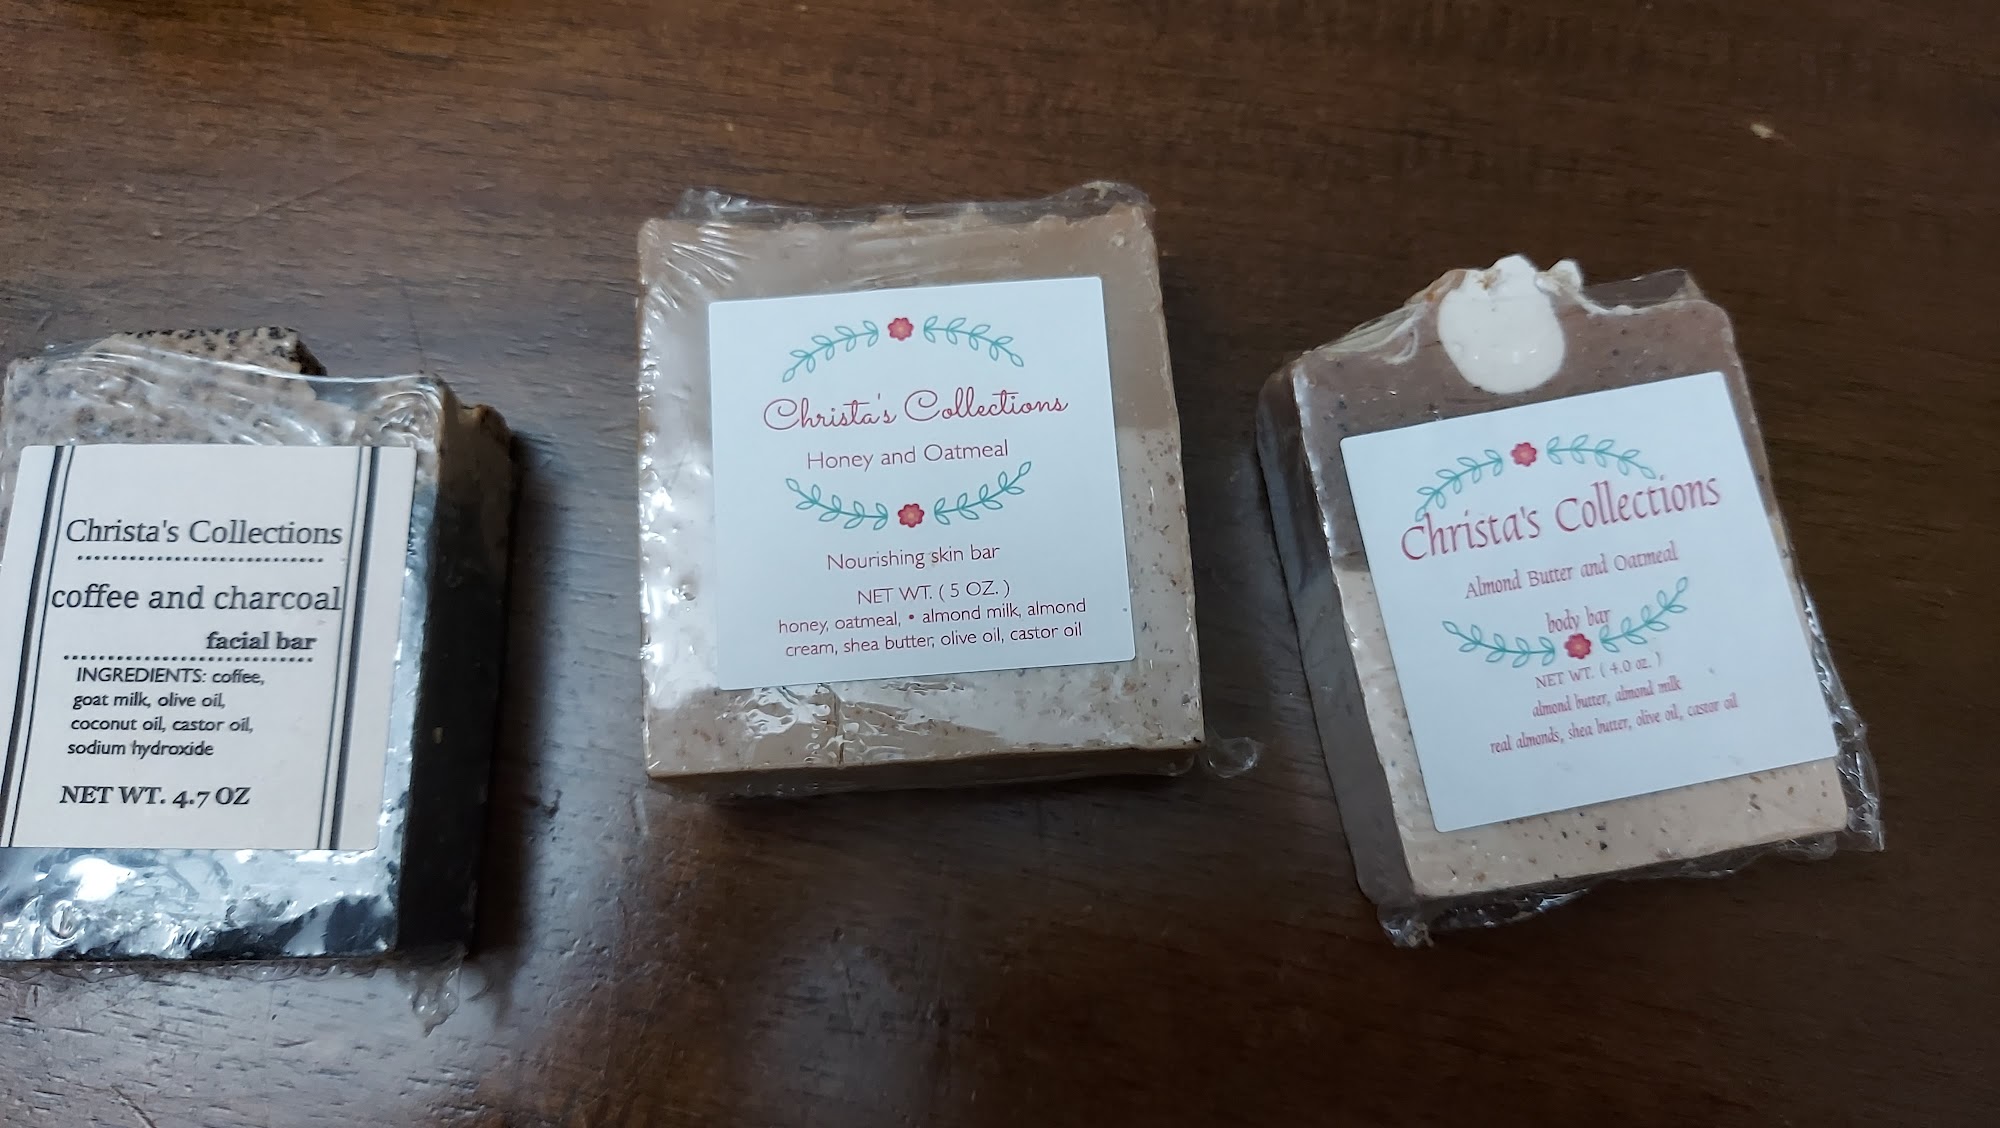 Christa's Collections
coffee and charcoal
facial bar
INGREDIENTS: coffee,
goat milk, olive oil,
coconut oil, castor oil,
sodium hydroxide
NET WT. 4.7 OZ
Christa's Collections
Honey and Oatmeal
Nourishing skin bar
NET WT. ( 5 OZ. )
honey, oatmeal, • almond milk, almond
cream, shea butter, olive oil, castor oil
Christa's Collections
Almond Butter and Oatmeal
body bar
NET WT. ( 4.0 oz. )
almond butter, almond milk
real almonds, shea butter, olive oil, castor oil